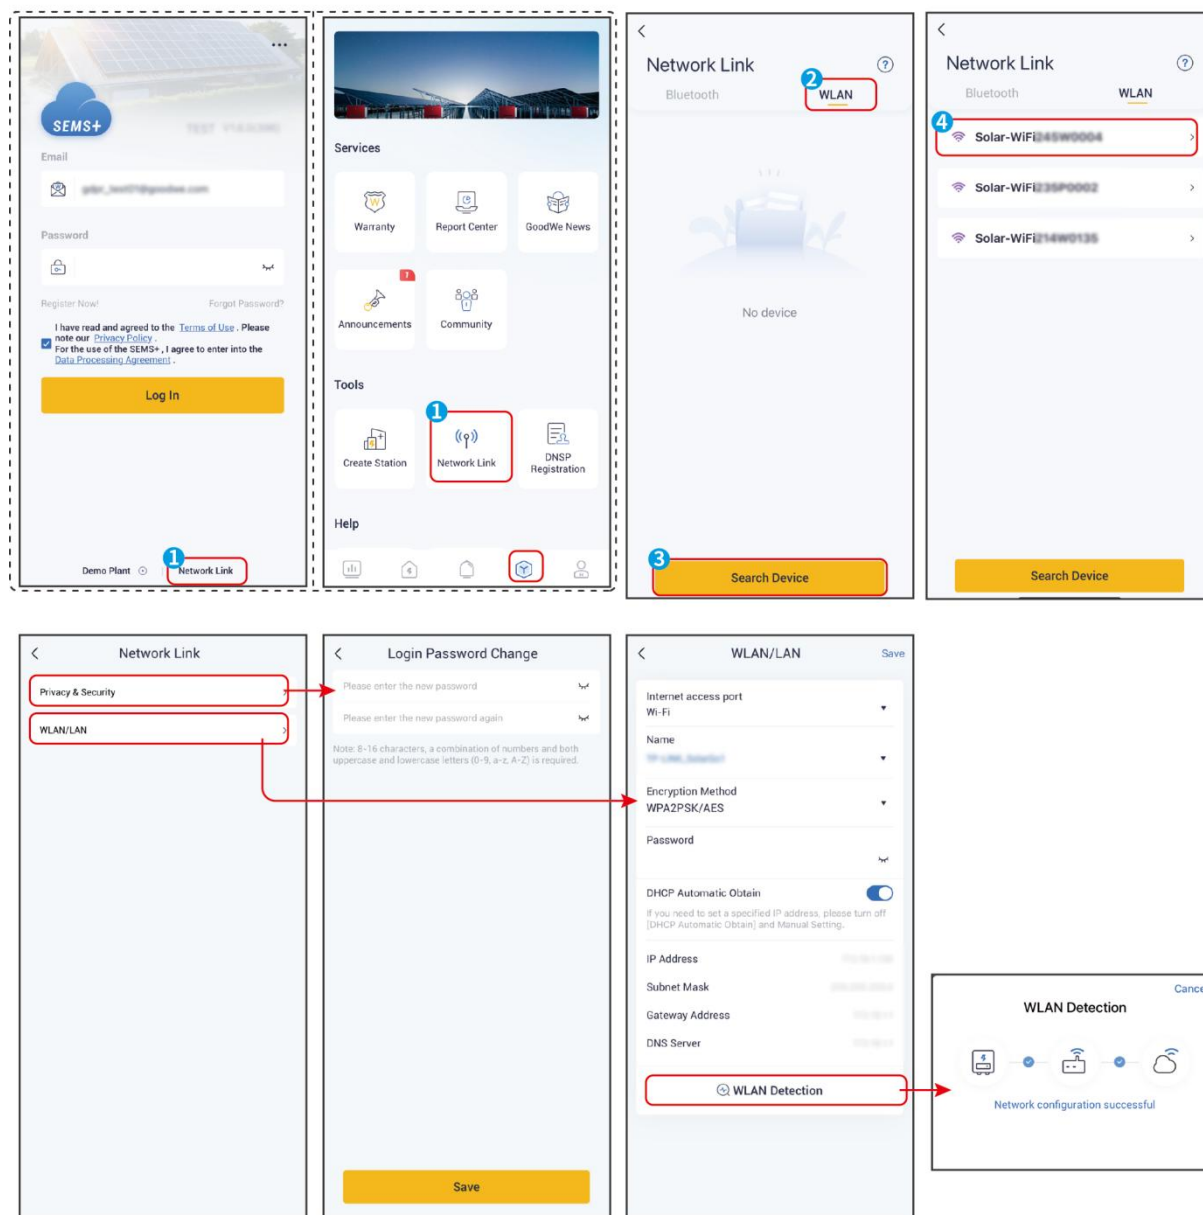 SEMS+
Email
Password
Register Now!
Forgot Password?
I have read and agreed to the Terms of Use . Please
note our Privacy Policy .
For the use of the SEMS+ , I agree to enter into the
Data Processing Agreement .
Log In
1
Demo Plant
Network Link
Services
Warranty
Report Center
GoodWe News
Announcements
Community
Tools
1
Create Station
Network Link
DNSP
Registration
Help
Network Link
?
2
Bluetooth
WLAN
No device
3
Search Device
Network Link
?
Bluetooth
WLAN
4
Solar-WiFi
Solar-WiFi
Solar-WiFi
Search Device
Network Link
Privacy & Security
WLAN/LAN
Login Password Change
Please enter the new password
Please enter the new password again
Note: 8-16 characters, a combination of numbers and both
uppercase and lowercase letters (0-9, a-z, A-Z) is required.
Save
WLAN/LAN
Save
Internet access port
Wi-Fi
Name
Encryption Method
WPA2PSK/AES
Password
DHCP Automatic Obtain
If you need to set a specified IP address, please turn off
[DHCP Automatic Obtain] and Manual Setting.
IP Address
Subnet Mask
Gateway Address
DNS Server
WLAN Detection
Cance
WLAN Detection
Network configuration successful